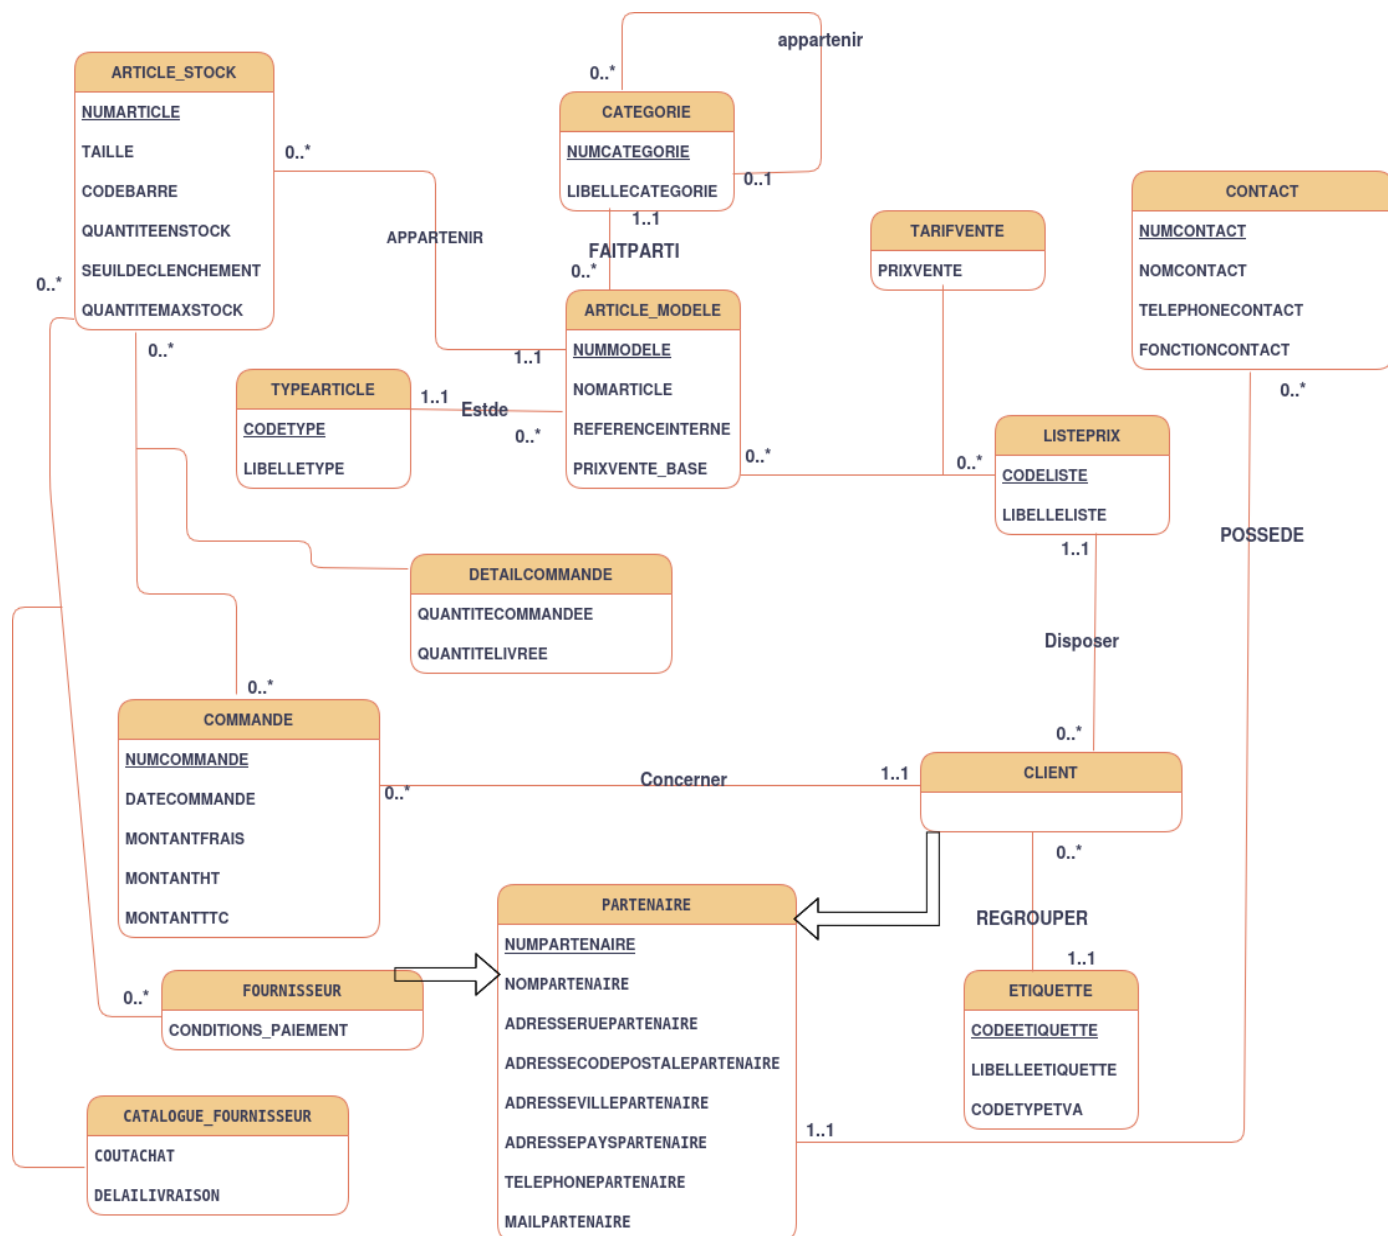 appartenir
0..*
ARTICLE_STOCK
NUMARTICLE
TAILLE
CODEBARRE
QUANTITEENSTOCK
SEUILDECLENCHEMENT
QUANTITEMAXSTOCK
0..*
0..*
0..*
APPARTENIR
1..1
CATEGORIE
NUMCATEGORIE
LIBELLECATEGORIE
0..1
1..1
FAITPARTI
0..*
ARTICLE_MODELE
NUMMODELE
NOMARTICLE
REFERENCEINTERNE
PRIXVENTE_BASE
TYPEARTICLE
CODETYPE
LIBELLETYPE
1..1
Estde
0..*
TARIFVENTE
PRIXVENTE
0..*
0..*
LISTEPRIX
CODELISTE
LIBELLELISTE
1..1
CONTACT
NUMCONTACT
NOMCONTACT
TELEPHONECONTACT
FONCTIONCONTACT
0..*
POSSEDE
DETAILCOMMANDE
QUANTITECOMMANDEE
QUANTITELIVREE
Disposer
0..*
0..*
COMMANDE
NUMCOMMANDE
DATECOMMANDE
MONTANTFRAIS
MONTANTHT
MONTANTTTC
0..*
Concerner
1..1
CLIENT
0..*
REGROUPER
1..1
ETIQUETTE
CODEETIQUETTE
LIBELLEETIQUETTE
CODETYPETVA
PARTENAIRE
NUMPARTENAIRE
NOMPARTENAIRE
ADRESSERUEPARTENAIRE
ADRESSECODEPOSTALEPARTENAIRE
ADRESSEVILLEPARTENAIRE
ADRESSEPAYSPARTENAIRE
TELEPHONEPARTENAIRE
MAILPARTENAIRE
1..1
0..*
FOURNISSEUR
CONDITIONS_PAIEMENT
CATALOGUE_FOURNISSEUR
COUTACHAT
DELAILIVRAISON